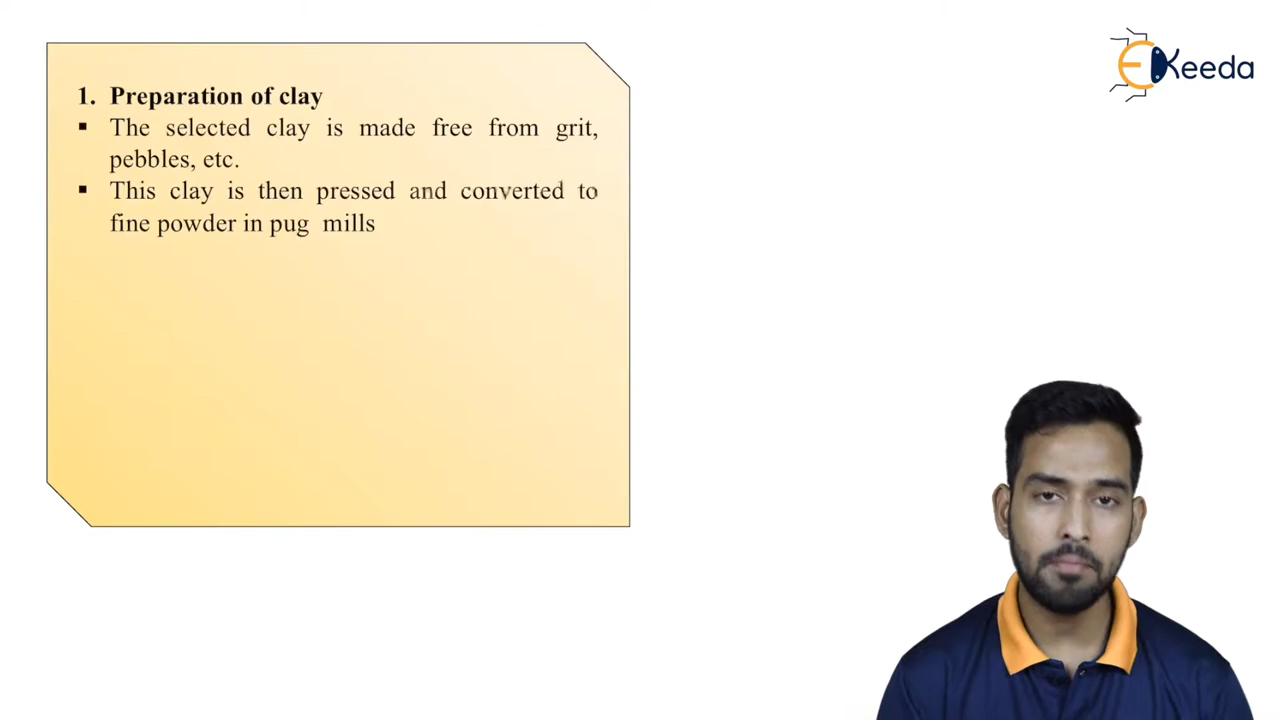 EKeeda
1. Preparation of clay
▪ The selected clay is made free from grit,
pebbles, etc.
▪ This clay is then pressed and converted to
fine powder in pug mills